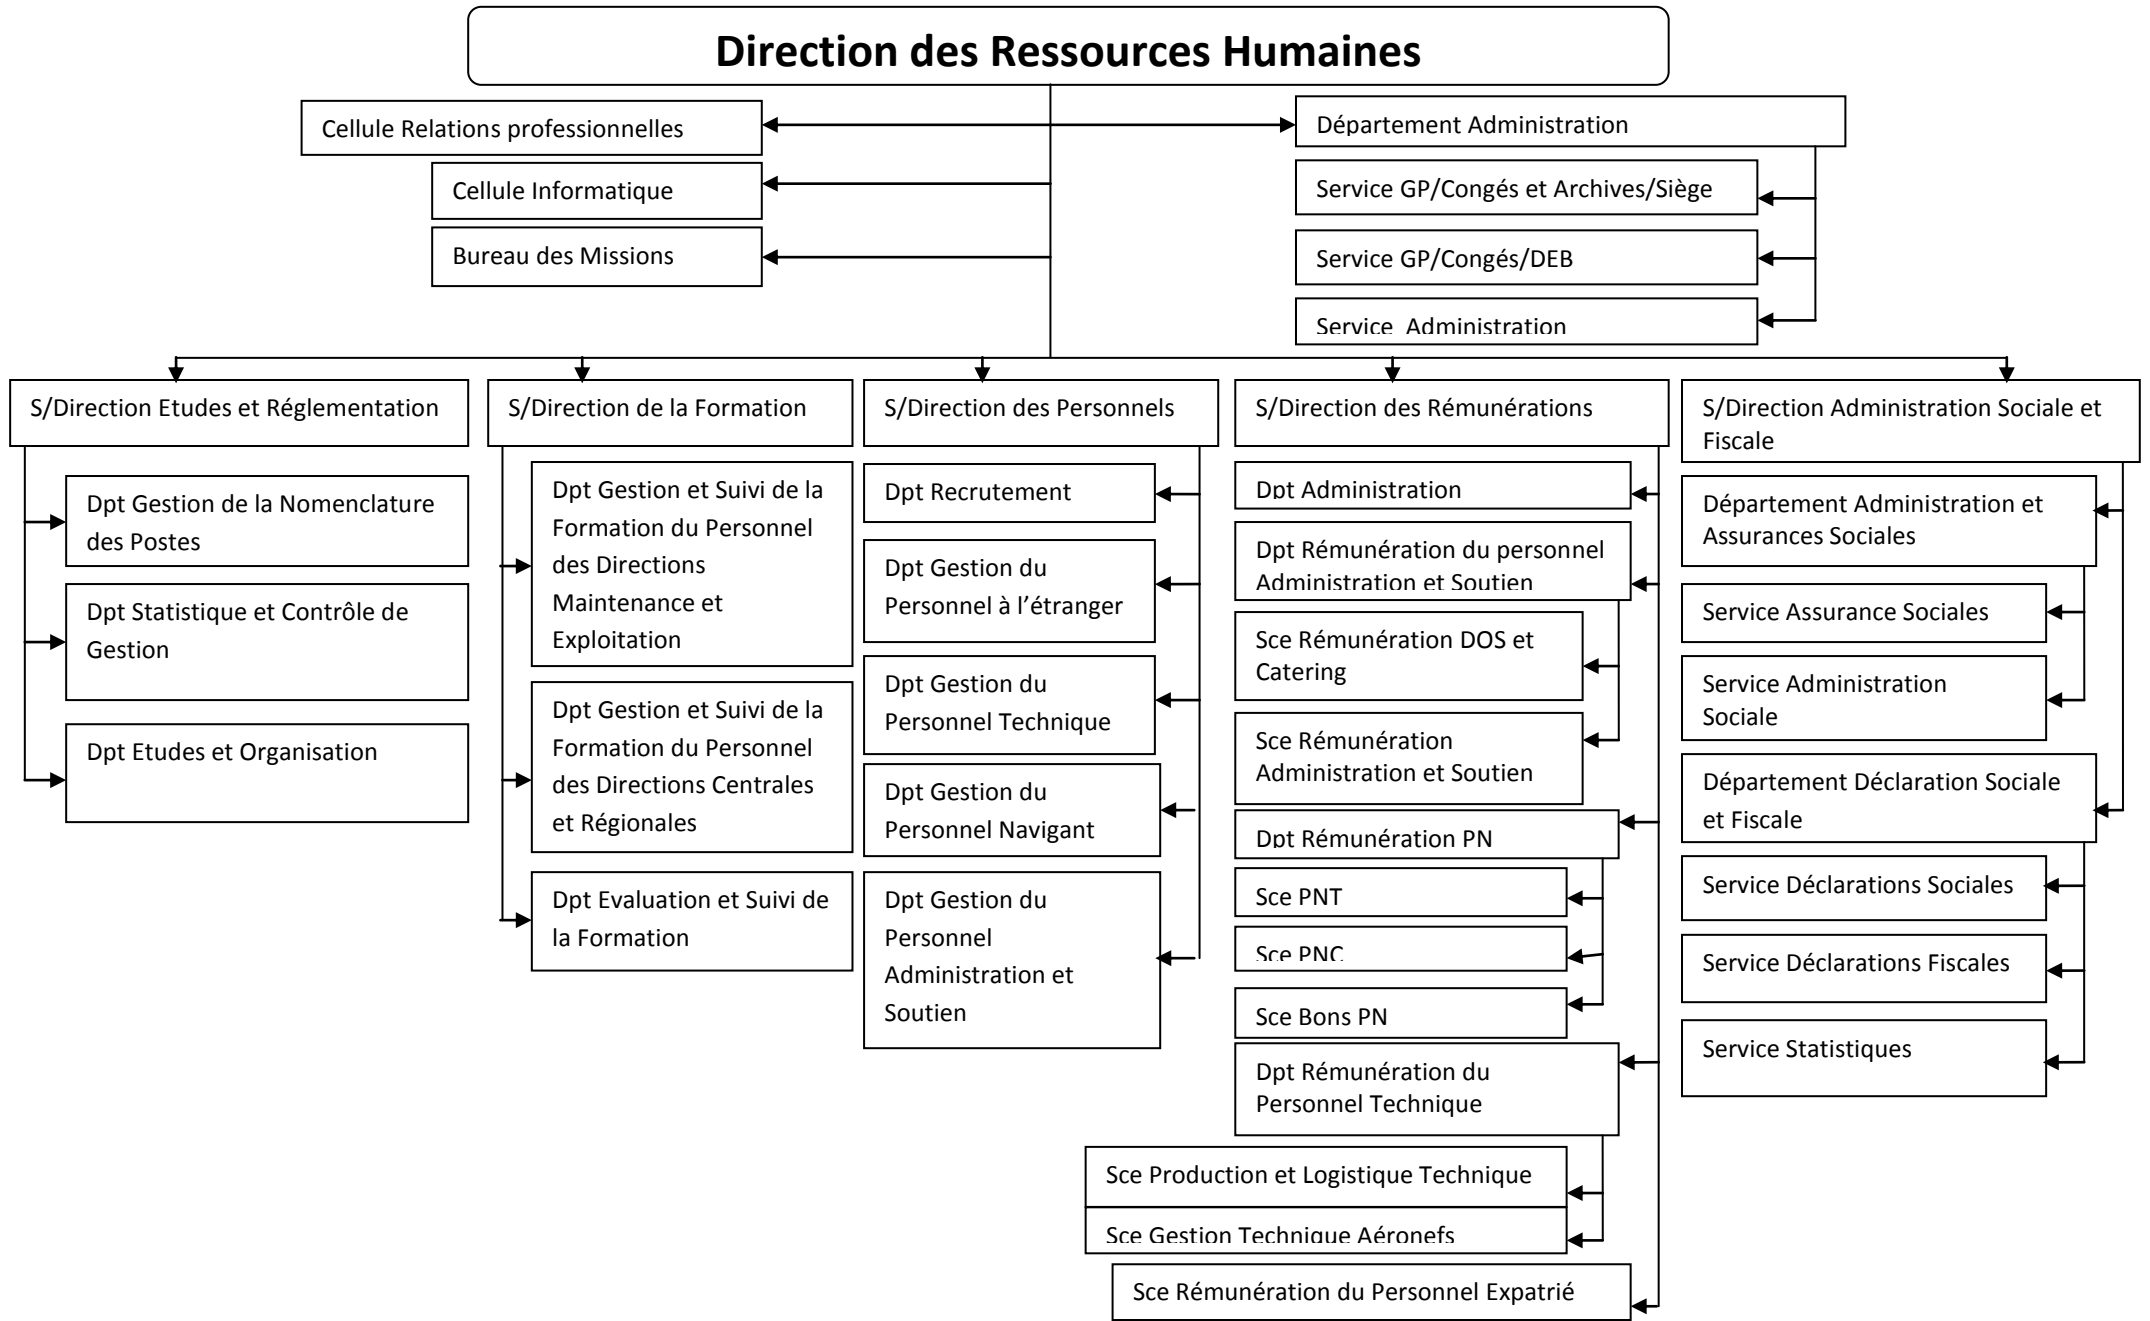 Direction des Ressources Humaines
Cellule Relations professionnelles
Département Administration
Cellule Informatique
Service GP/Congés et Archives/Siège
Bureau des Missions
Service GP/Congés/DEB
Service Administration
S/Direction Etudes et Réglementation
Dpt Gestion de la Nomenclature
des Postes
Dpt Statistique et Contrôle de
Gestion
Dpt Etudes et Organisation
S/Direction de la Formation
Dpt Gestion et Suivi de la
Formation du Personnel
des Directions
Maintenance et
Exploitation
Dpt Gestion et Suivi de la
Formation du Personnel
des Directions Centrales
et Régionales
Dpt Evaluation et Suivi de
la Formation
S/Direction des Personnels
Dpt Recrutement
Dpt Gestion du
Personnel à l’étranger
Dpt Gestion du
Personnel Technique
Dpt Gestion du
Personnel Navigant
Dpt Gestion du
Personnel
Administration et
Soutien
S/Direction des Rémunérations
Dpt Administration
Dpt Rémunération du personnel
Administration et Soutien
Sce Rémunération DOS et
Catering
Sce Rémunération
Administration et Soutien
Dpt Rémunération PN
Sce PNT
Sce PNC
Sce Bons PN
Dpt Rémunération du
Personnel Technique
Sce Production et Logistique Technique
Sce Gestion Technique Aéronefs
Sce Rémunération du Personnel Expatrié
S/Direction Administration Sociale et
Fiscale
Département Administration et
Assurances Sociales
Service Assurance Sociales
Service Administration
Sociale
Département Déclaration Sociale
et Fiscale
Service Déclarations Sociales
Service Déclarations Fiscales
Service Statistiques